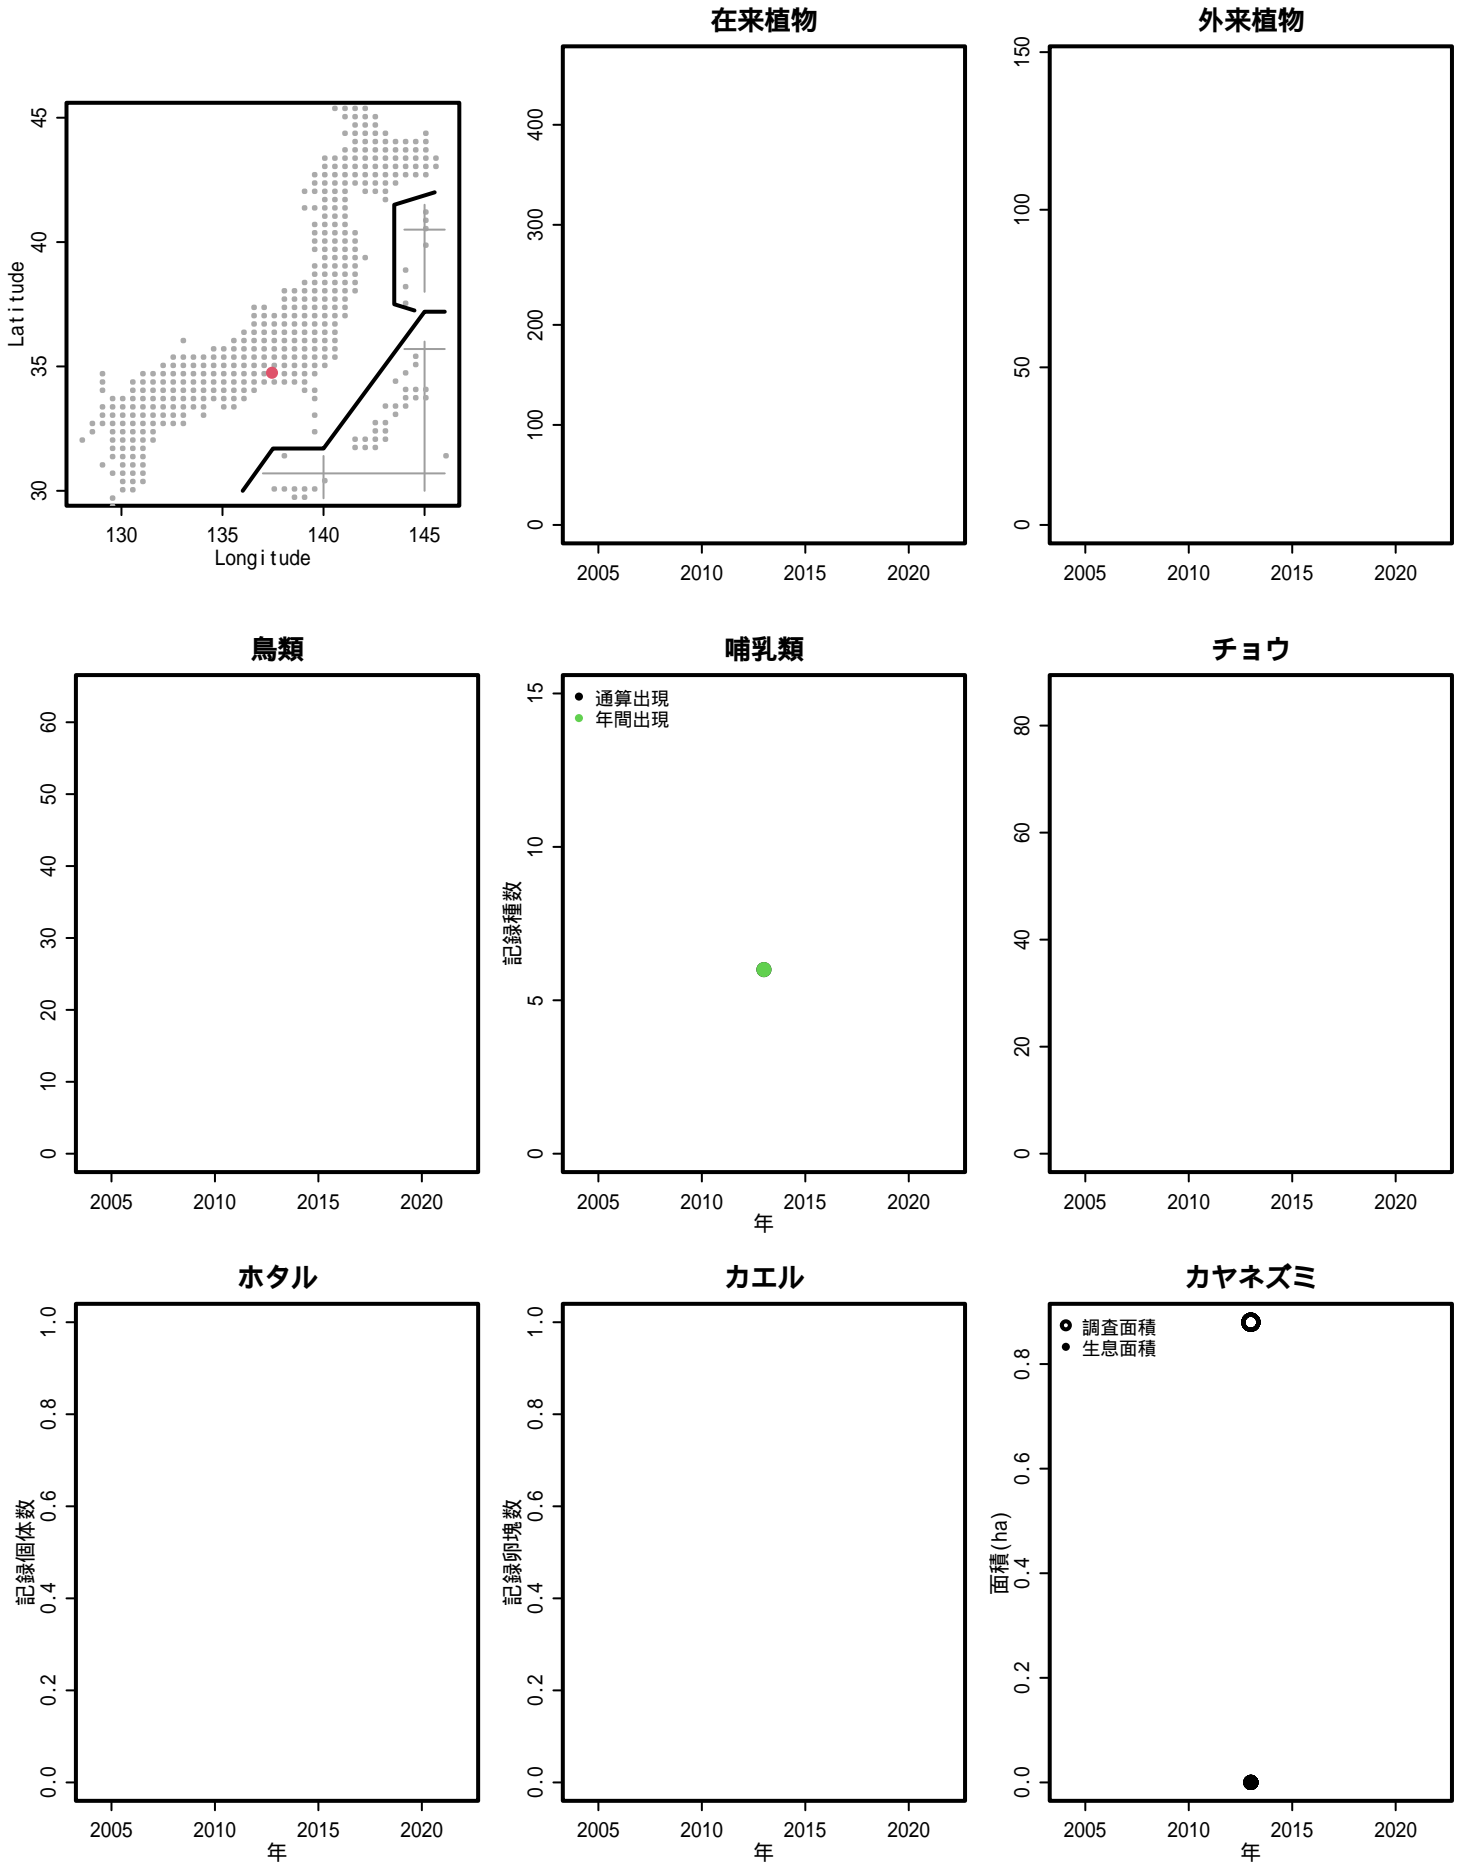 在来植物
外来植物
45
40
35
30
Latitude
130 135 140 145
Longitude
400
300
200
100
0
2005 2010 2015 2020
150
100
50
0
2005 2010 2015 2020
鳥類
哺乳類
チョウ
60
50
40
30
20
10
0
2005 2010 2015 2020
通算出現
年間出現
15
10
5
0
記録種数
2005 2010 2015 2020
年
80
60
40
20
0
2005 2010 2015 2020
ホタル
カエル
カヤネズミ
1.0
0.8
0.6
0.4
0.2
0.0
記録個体数
2005 2010 2015 2020
年
1.0
0.8
0.6
0.4
0.2
0.0
記録卵塊数
2005 2010 2015 2020
年
調査面積
生息面積
0.8
0.6
0.4
0.2
0.0
面積(ha)
2005 2010 2015 2020
年